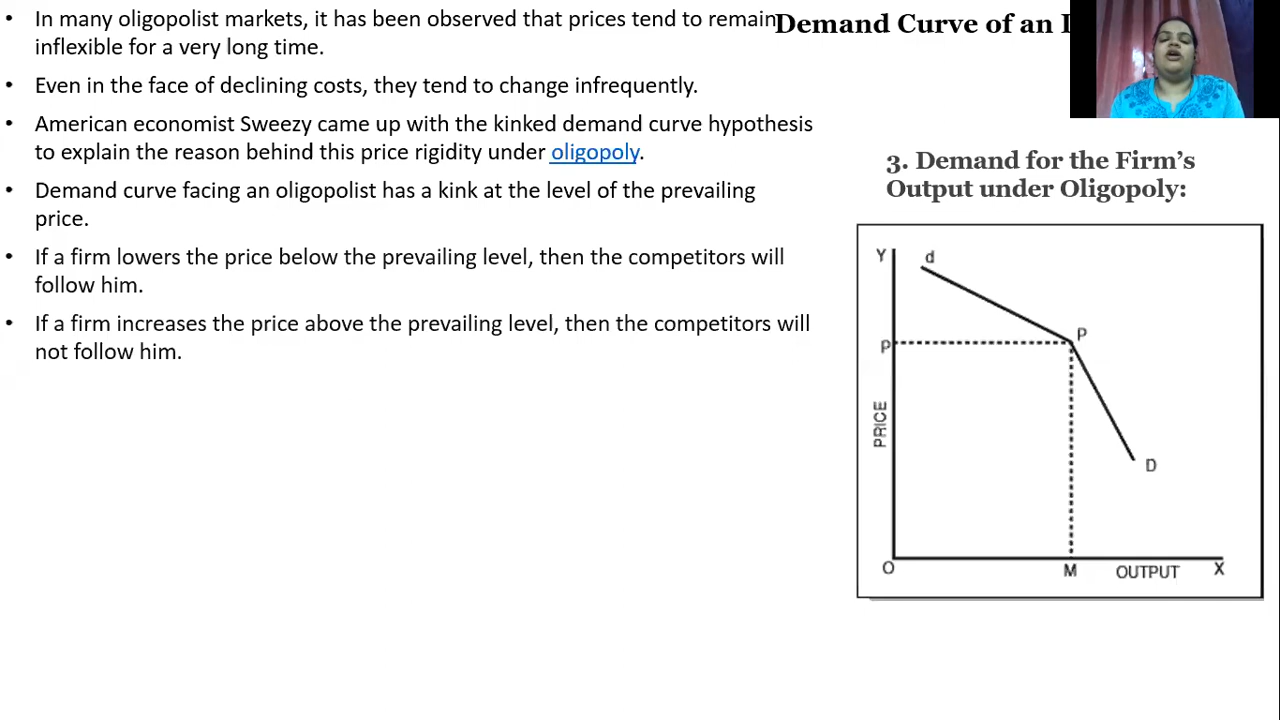 • In many oligopolist markets, it has been observed that prices tend to remain
inflexible for a very long time.
• Even in the face of declining costs, they tend to change infrequently.
• American economist Sweezy came up with the kinked demand curve hypothesis
to explain the reason behind this price rigidity under oligopoly.
• Demand curve facing an oligopolist has a kink at the level of the prevailing
price.
• If a firm lowers the price below the prevailing level, then the competitors will
follow him.
• If a firm increases the price above the prevailing level, then the competitors will
not follow him.
Demand Curve of an
3. Demand for the Firm's
Output under Oligopoly:
Y
d
P
p
PRICE
D
O
M
OUTPUT
X